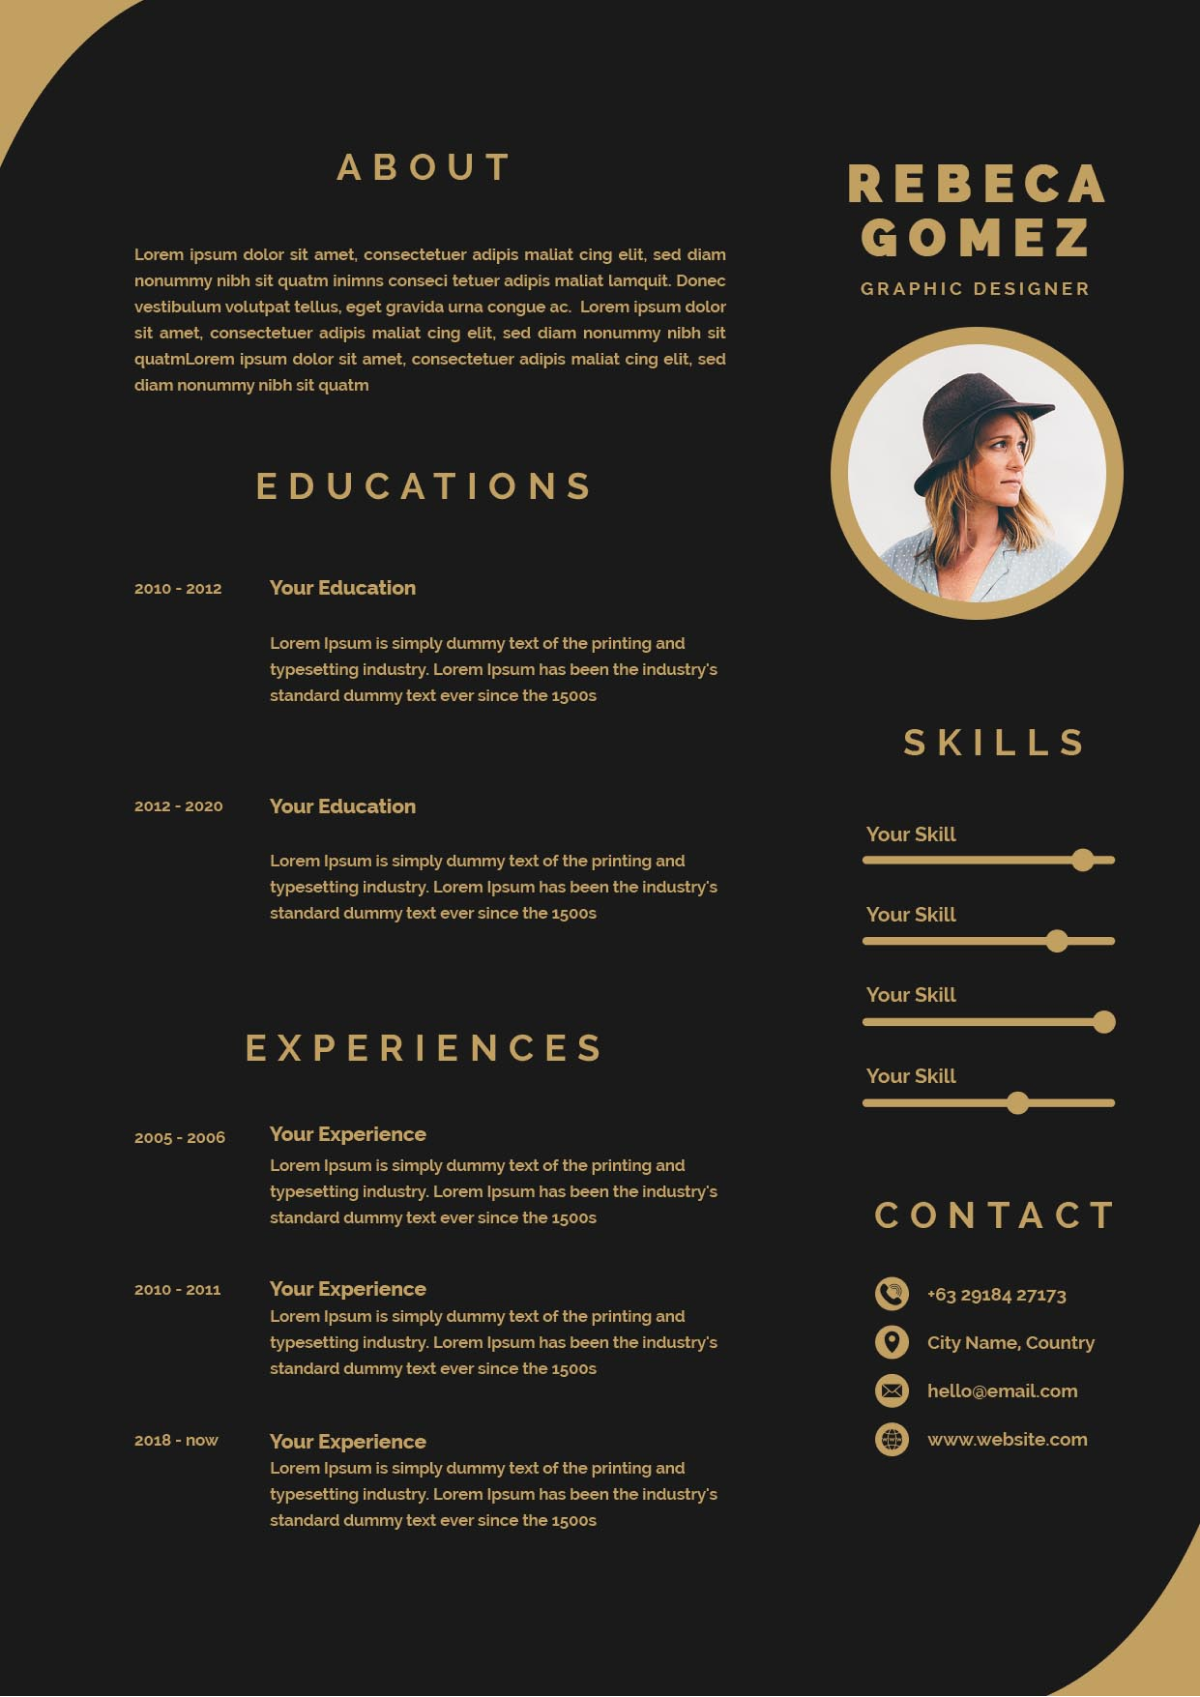 ABOUT
Lorem ipsum dolor sit amet, consectetuer adipis maliat cing elit, sed diam
nonummy nibh sit quatm inimns conseci tetuer adipis maliat lamquit. Donec
vestibulum volutpat tellus, eget gravida urna congue ac. Lorem ipsum dolor
sit amet, consectetuer adipis maliat cing elit, sed diam nonummy nibh sit
quatmLorem ipsum dolor sit amet, consectetuer adipis maliat cing elit, sed
diam nonummy nibh sit quatm
EDUCATIONS
2010 - 2012
Your Education
Lorem Ipsum is simply dummy text of the printing and
typesetting industry. Lorem Ipsum has been the industry's
standard dummy text ever since the 1500s
2012 - 2020
Your Education
Lorem Ipsum is simply dummy text of the printing and
typesetting industry. Lorem Ipsum has been the industry's
standard dummy text ever since the 1500s
EXPERIENCES
2005 - 2006
Your Experience
Lorem Ipsum is simply dummy text of the printing and
typesetting industry. Lorem Ipsum has been the industry's
standard dummy text ever since the 1500s
2010 - 2011
Your Experience
Lorem Ipsum is simply dummy text of the printing and
typesetting industry. Lorem Ipsum has been the industry's
standard dummy text ever since the 1500s
2018 - now
Your Experience
Lorem Ipsum is simply dummy text of the printing and
typesetting industry. Lorem Ipsum has been the industry's
standard dummy text ever since the 1500s
REBECA
GOMEZ
GRAPHIC DESIGNER
SKILLS
Your Skill
Your Skill
Your Skill
Your Skill
CONTACT
+63 29184 27173
City Name, Country
hello@email.com
www.website.com